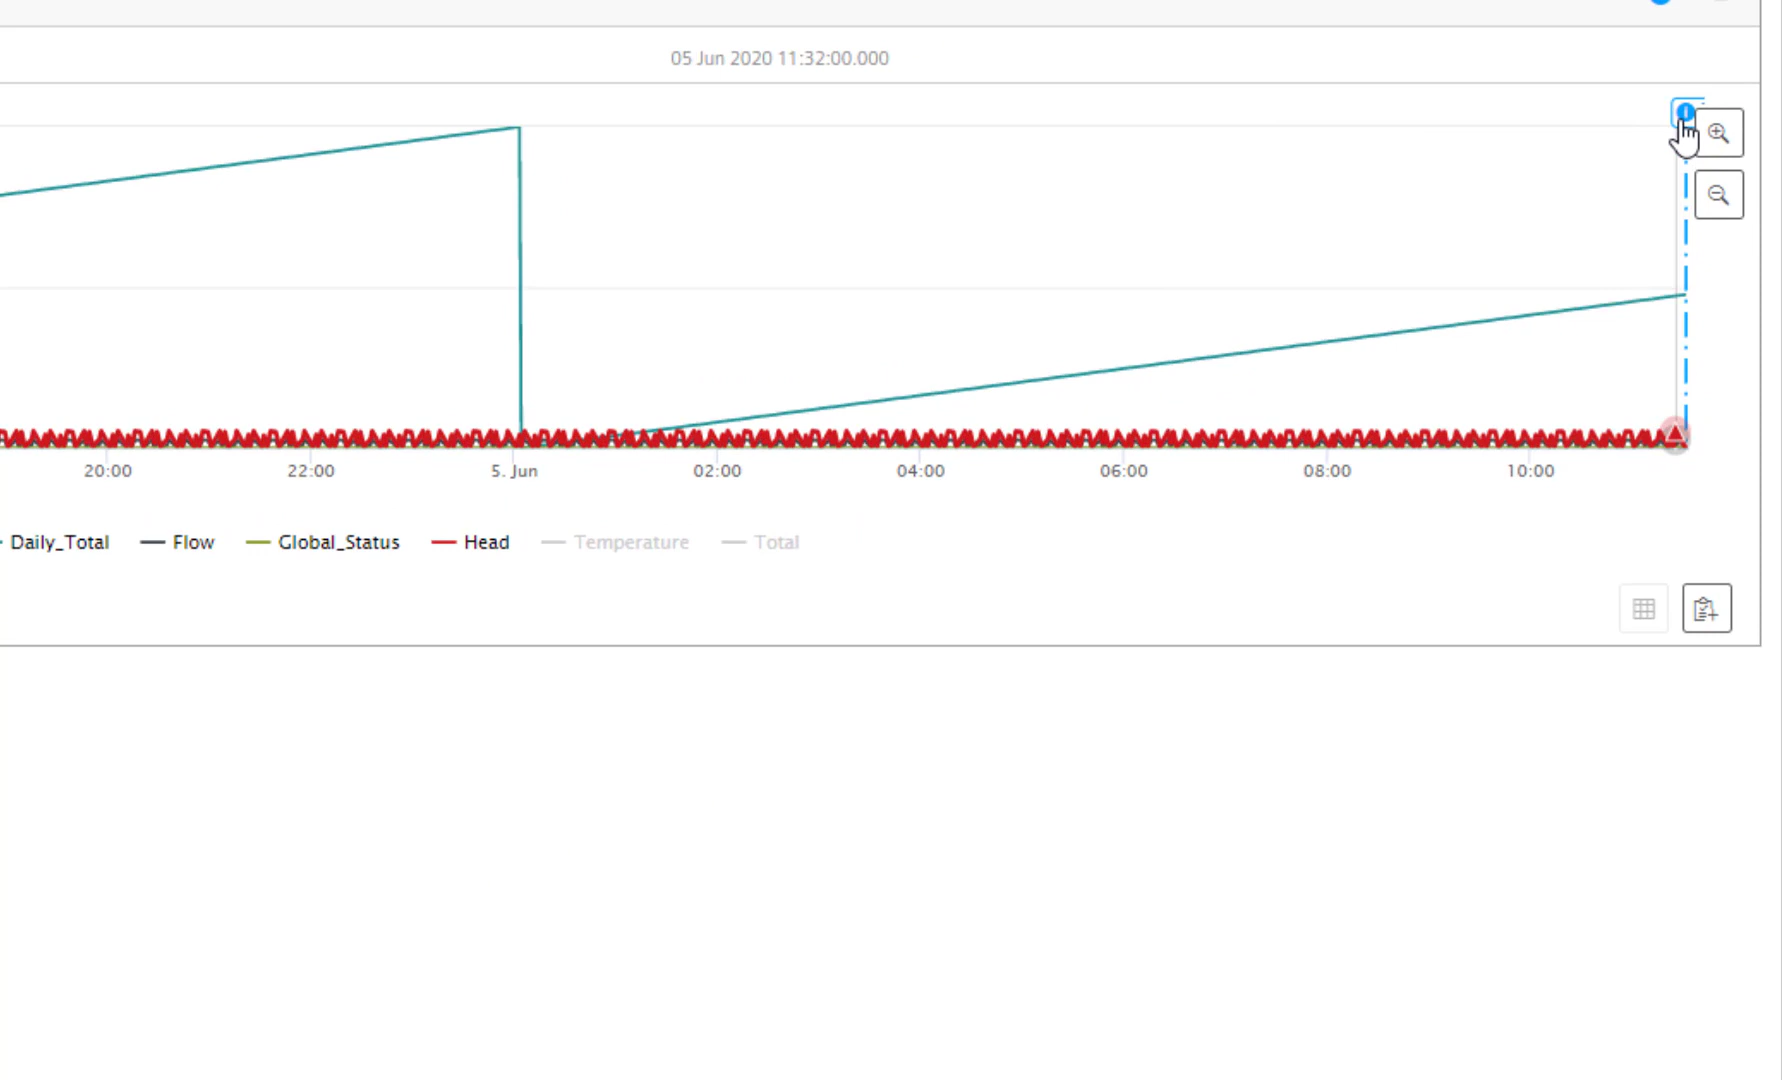 05 Jun 2020 11:32:00.000
20:00 22:00 5. Jun 02:00 04:00 06:00 08:00 10:00
Daily_Total Flow Global_Status Head Temperature Total